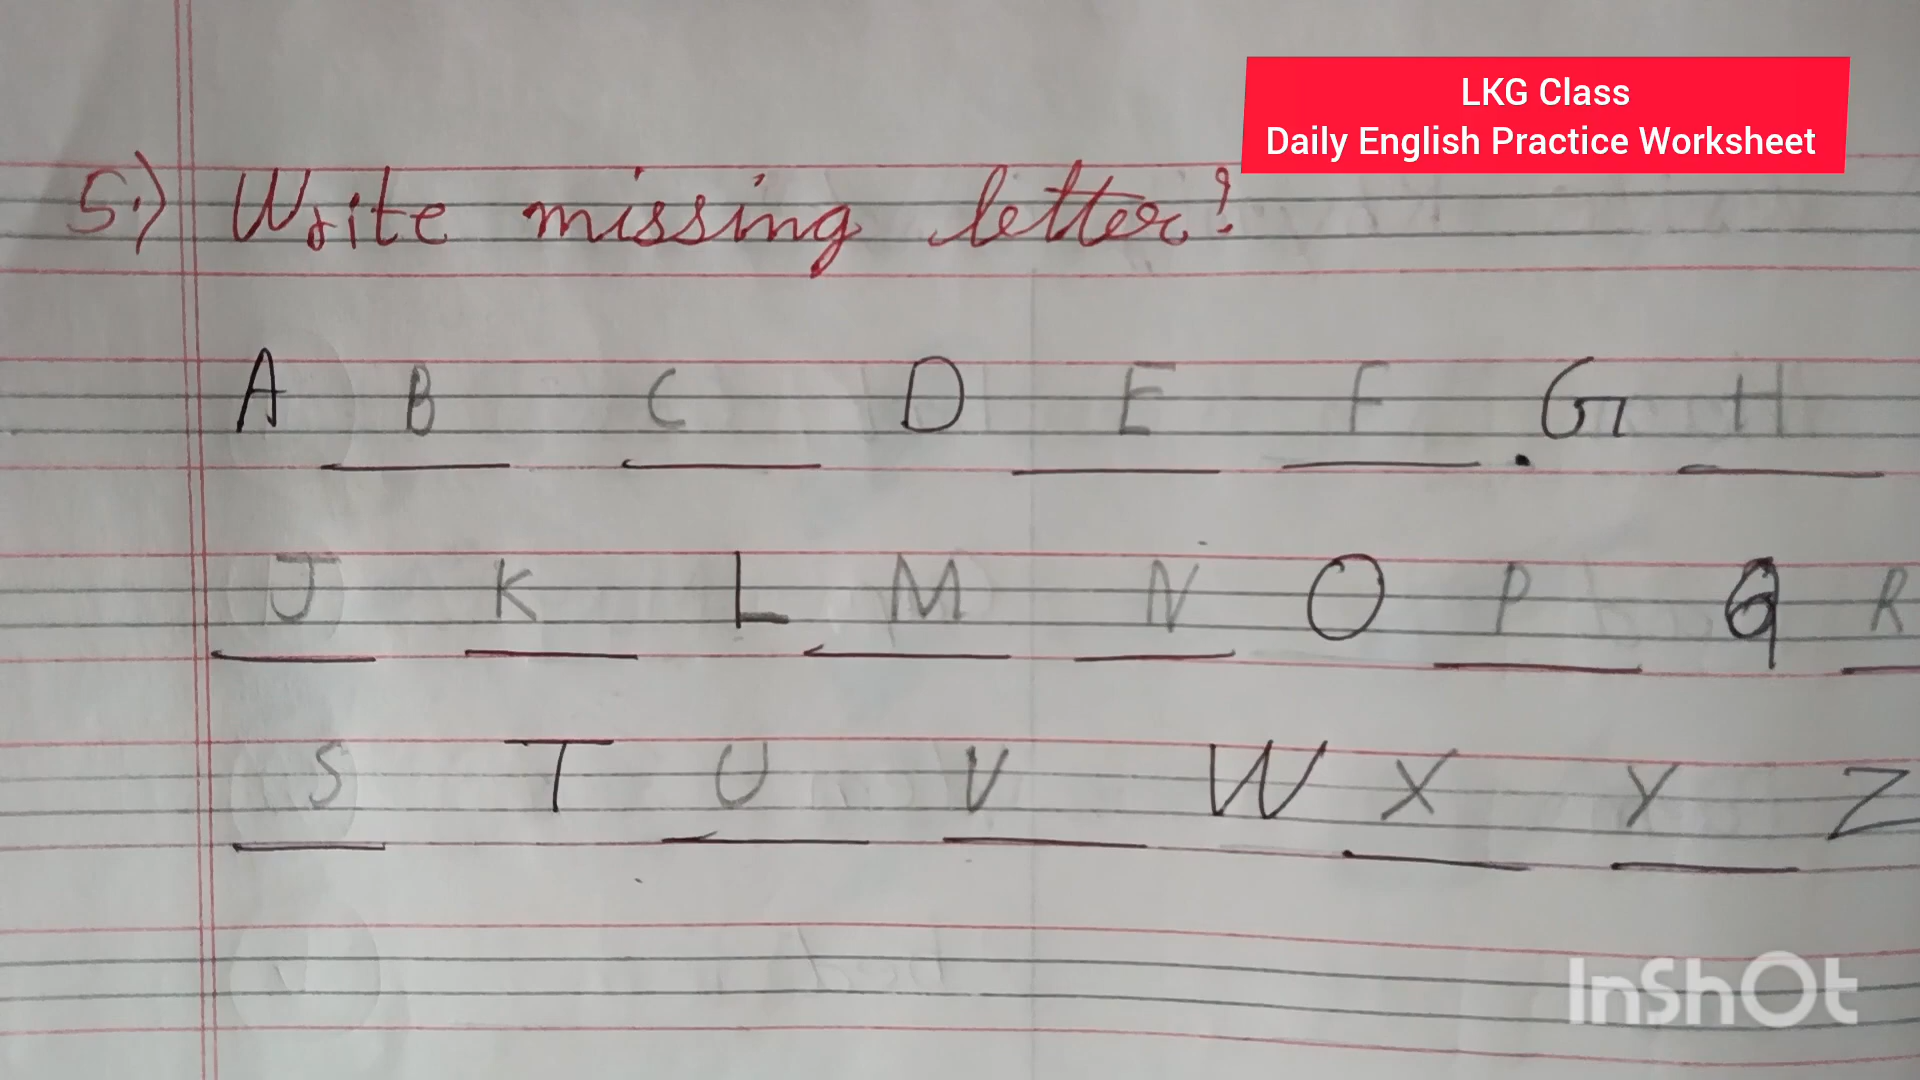 LKG Class
Daily English Practice Worksheet
5.) Write missing letter!
A B C D E F G H
J K L M N O P Q R
S T U V W X Y Z
InShOt